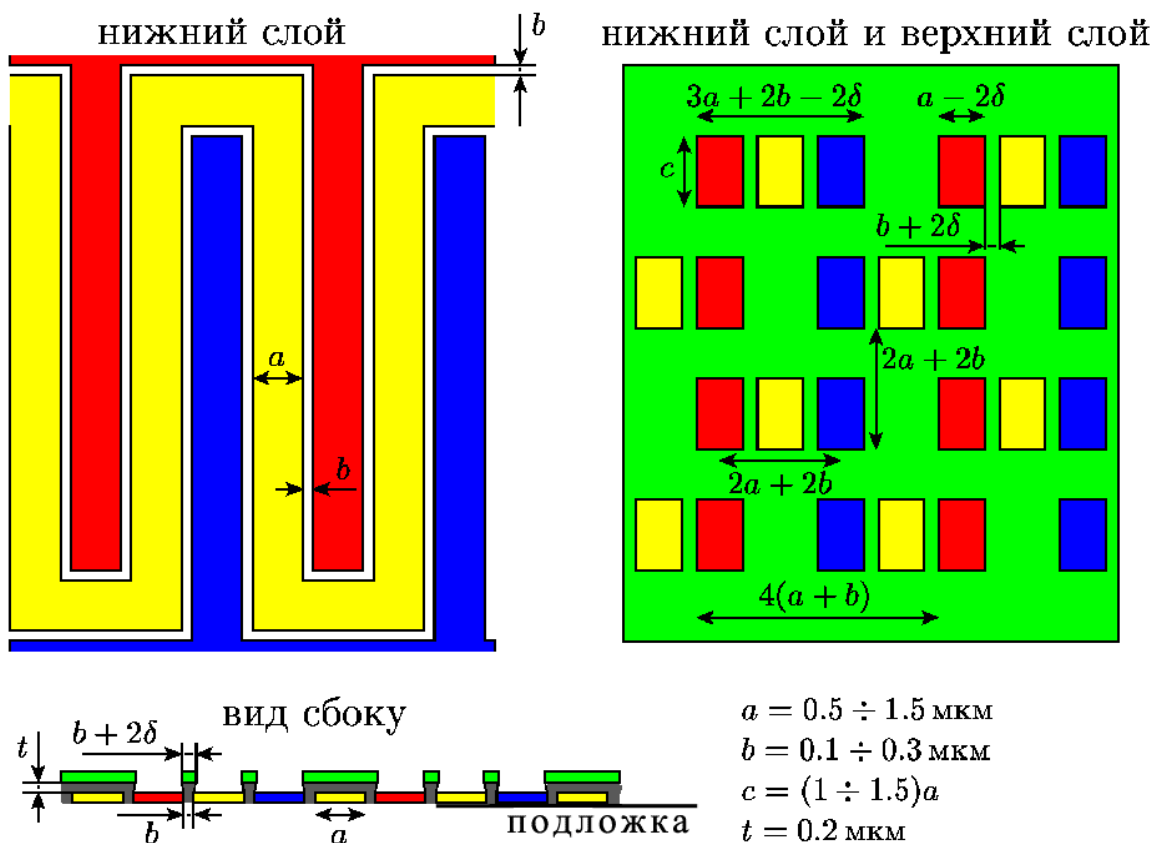 нижний слой
b
a
b
нижний слой и верхний слой
3a + 2b − 2δ
a − 2δ
c
b + 2δ
2a + 2b
2a + 2b
4(a + b)
вид сбоку
t
b + 2δ
b
a
подложка
a = 0.5 ÷ 1.5 мкм
b = 0.1 ÷ 0.3 мкм
c = (1 ÷ 1.5)a
t = 0.2 мкм